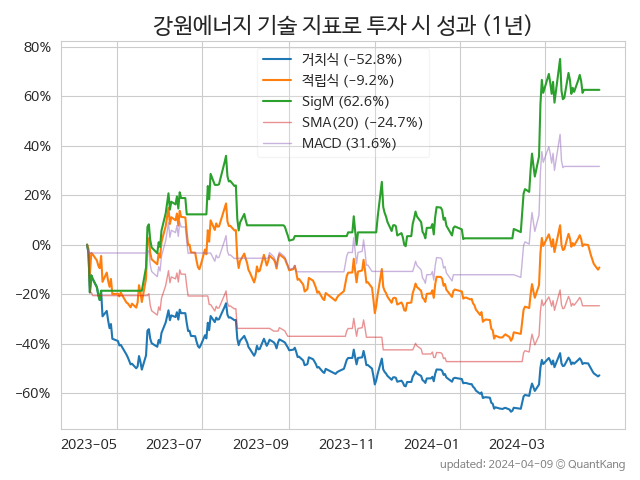 강원에너지 기술 지표로 투자 시 성과 (1년)
80%
60%
40%
20%
0%
−20%
−40%
−60%
거치식 (−52.8%)
적립식 (−9.2%)
SigM (62.6%)
SMA(20) (−24.7%)
MACD (31.6%)
2023-05
2023-07
2023-09
2023-11
2024-01
2024-03
updated: 2024-04-09 © QuantKang